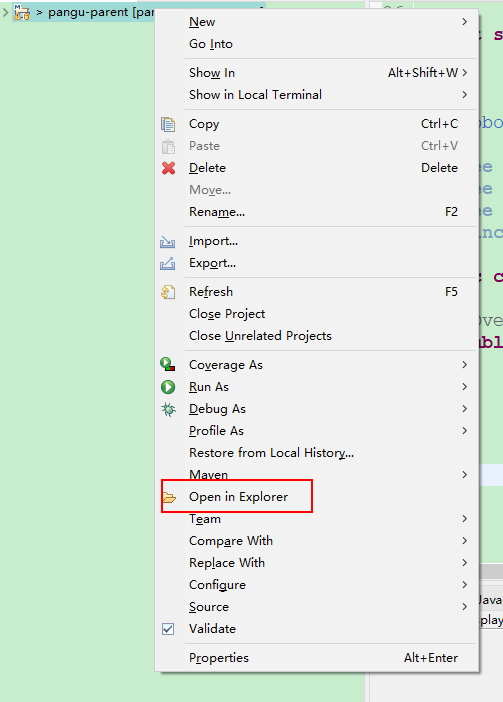 > pangu-parent [pan
New
Go Into
Show In Alt+Shift+W
Show in Local Terminal
Copy Ctrl+C
Paste Ctrl+V
Delete Delete
Move...
Rename... F2
Import...
Export...
Refresh F5
Close Project
Close Unrelated Projects
Coverage As
Run As
Debug As
Profile As
Restore from Local History...
Maven
Open in Explorer
Team
Compare With
Replace With
Configure
Source
Java
play
Validate
Properties Alt+Enter